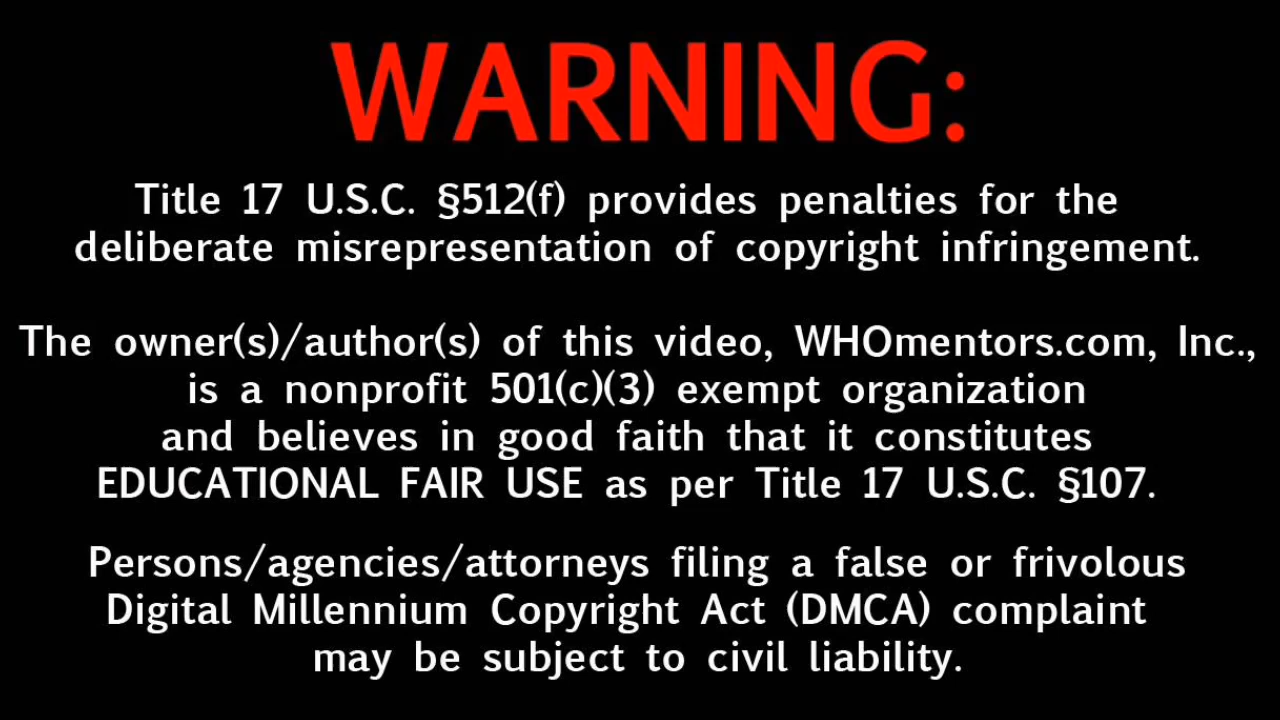 WARNING:
Title 17 U.S.C. §512(f) provides penalties for the
deliberate misrepresentation of copyright infringement.
The owner(s)/author(s) of this video, WHOmentors.com, Inc.,
is a nonprofit 501(c)(3) exempt organization
and believes in good faith that it constitutes
EDUCATIONAL FAIR USE as per Title 17 U.S.C. §107.
Persons/agencies/attorneys filing a false or frivolous
Digital Millennium Copyright Act (DMCA) complaint
may be subject to civil liability.